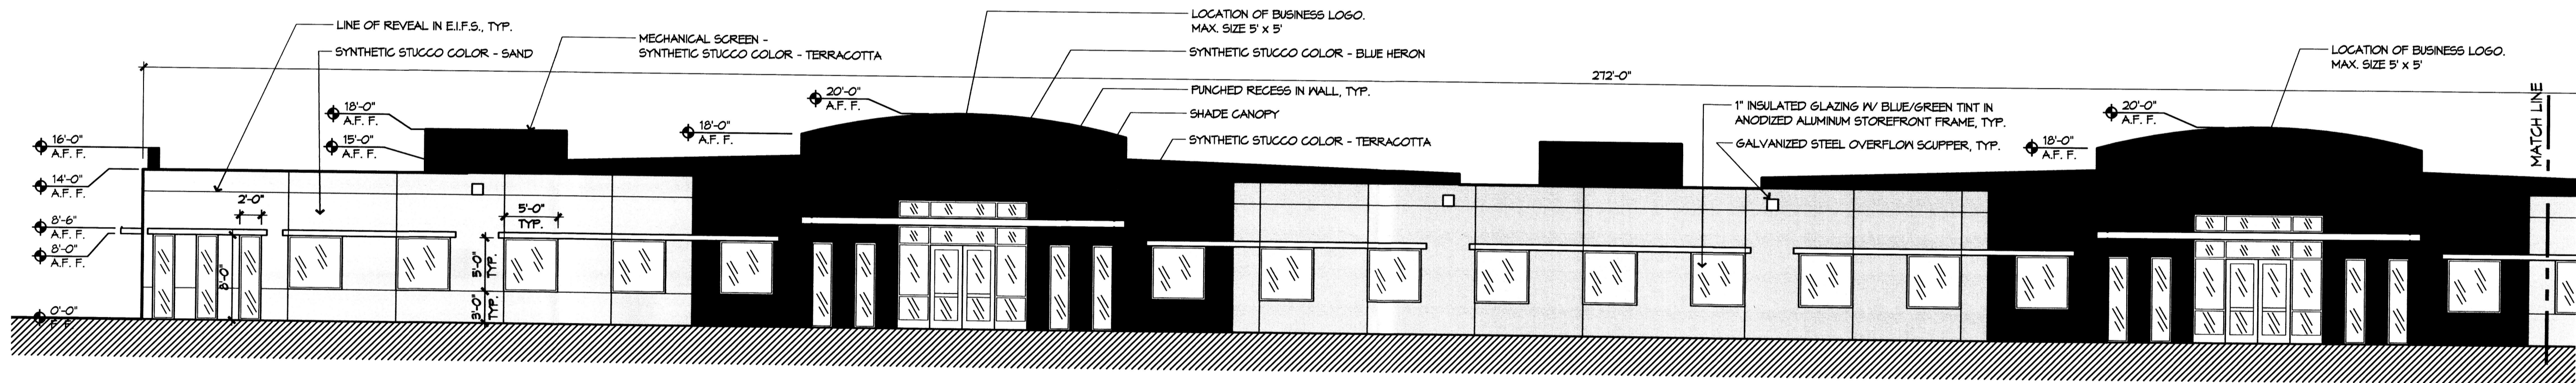 LINE OF REVEAL IN E.I.F.S., TYP.
SYNTHETIC STUCCO COLOR - SAND
MECHANICAL SCREEN -
SYNTHETIC STUCCO COLOR - TERRACOTTA
LOCATION OF BUSINESS LOGO.
MAX. SIZE 5' x 5'
SYNTHETIC STUCCO COLOR - BLUE HERON
PUNCHED RECESS IN WALL, TYP.
SHADE CANOPY
SYNTHETIC STUCCO COLOR - TERRACOTTA
272'-0"
1" INSULATED GLAZING W/ BLUE/GREEN TINT IN
ANODIZED ALUMINUM STOREFRONT FRAME, TYP.
GALVANIZED STEEL OVERFLOW SCUPPER, TYP.
LOCATION OF BUSINESS LOGO.
MAX. SIZE 5' x 5'
MATCH LINE
20'-0"
A.F. F.
18'-0"
A.F. F.
18'-0"
A.F. F.
15'-0"
A.F. F.
20'-0"
A.F. F.
18'-0"
A.F. F.
16'-0"
A.F. F.
14'-0"
A.F. F.
8'-6"
A.F. F.
8'-0"
A.F. F.
0'-0"
F.F.
2'-0"
8'-0"
5'-0"
TYP.
5'-0"
TYP.
3'-0"
TYP.